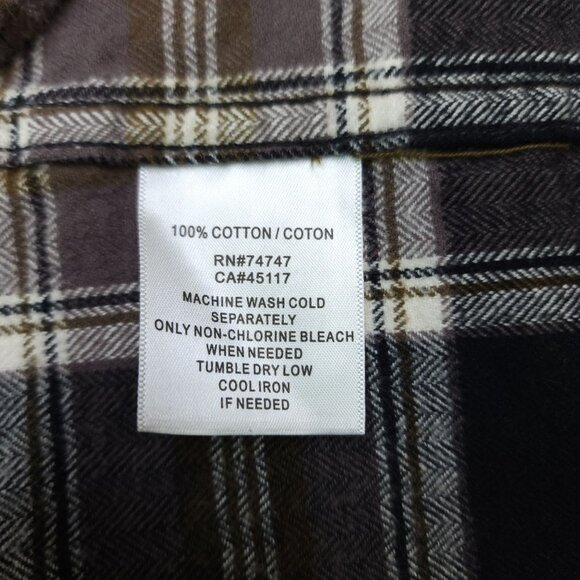 100% COTTON / COTON
RN#74747
CA#45117
MACHINE WASH COLD
SEPARATELY
ONLY NON-CHLORINE BLEACH
WHEN NEEDED
TUMBLE DRY LOW
COOL IRON
IF NEEDED